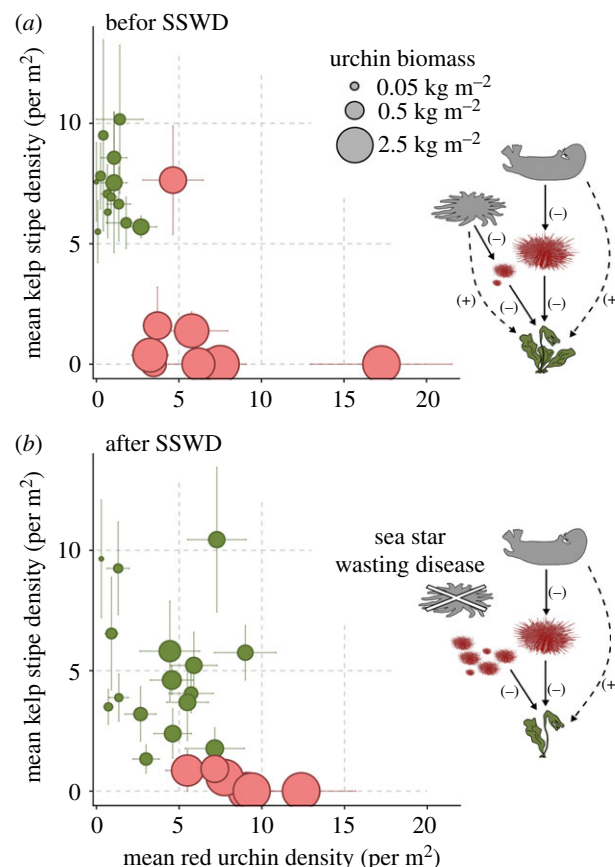 (a) befor SSWD
urchin biomass
0.05 kg m−2
0.5 kg m−2
2.5 kg m−2
mean kelp stipe density (per m2)
10
5
0
0 5 10 15 20
(–)
(–)
(+)
(–)
(–)
(+
(b) after SSWD
sea star
wasting disease
mean kelp stipe density (per m2)
10
5
0
0 5 10 15 20
(–)
(–)
(–)
(+
mean red urchin density (per m2)